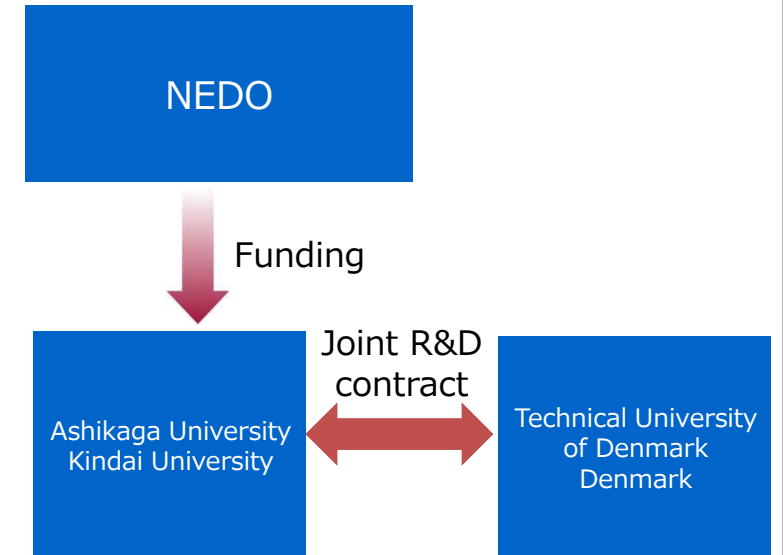 NEDO
Funding
Joint R&D
contract
Ashikaga University
Kindai University
Technical University
of Denmark
Denmark